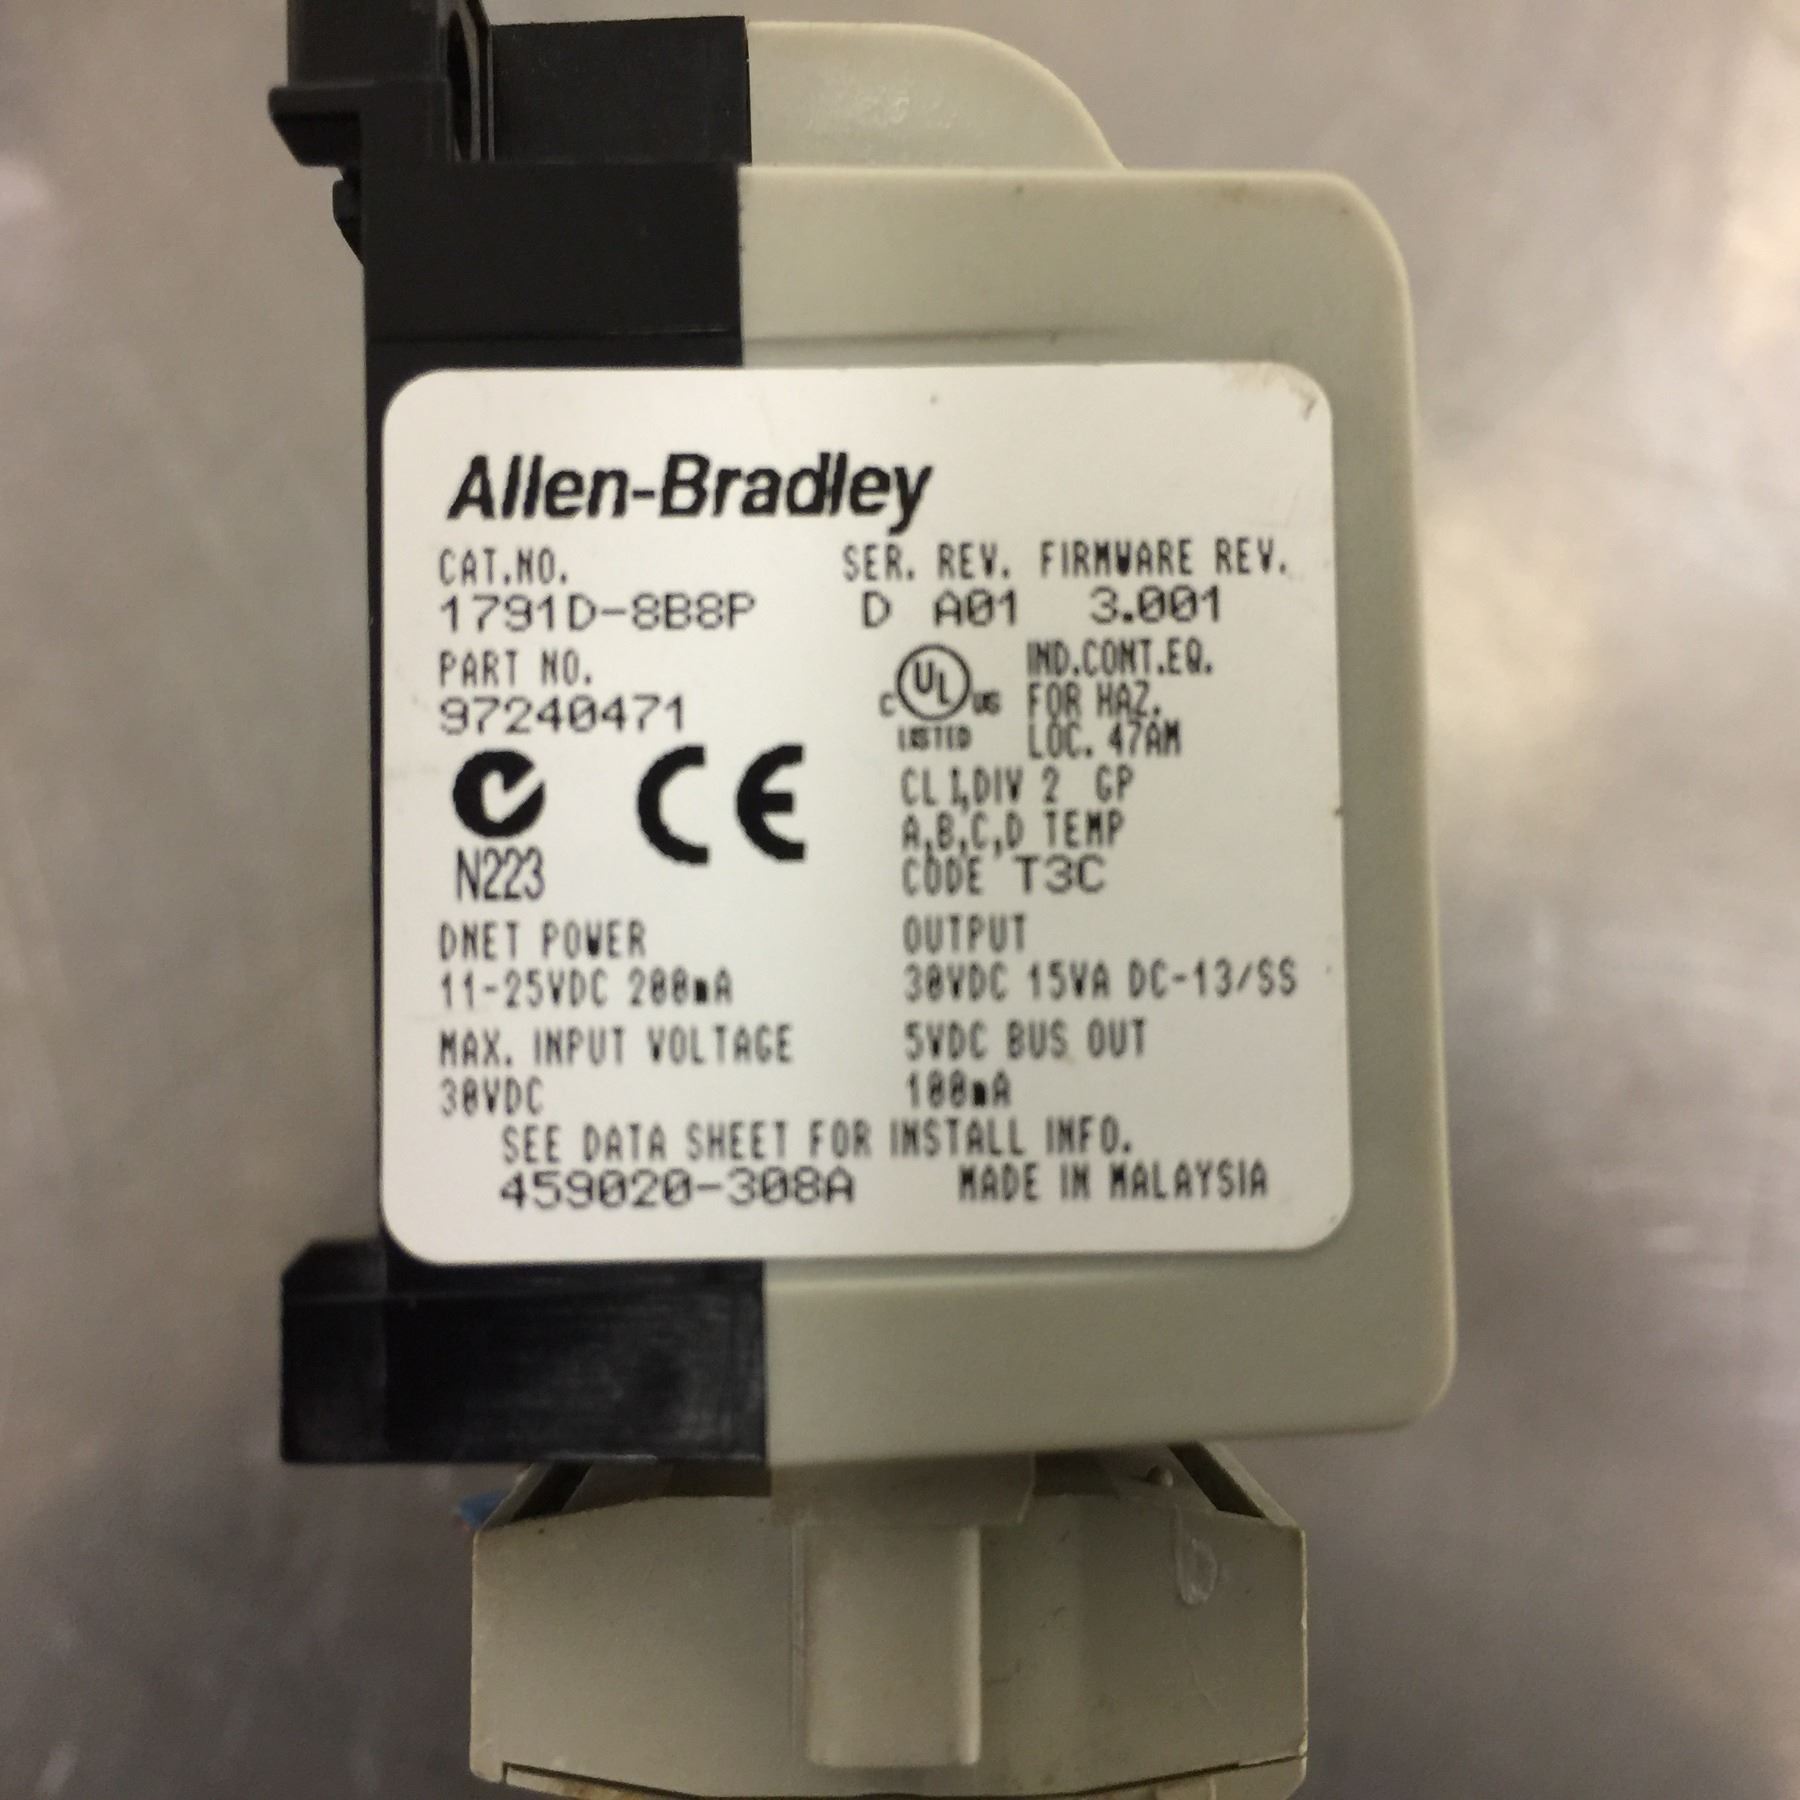 Allen-Bradley
CAT.NO. SER. REV. FIRMWARE REV.
1791D-8B8P D A01 3.001
PART NO.
97240471
C UL US
LISTED
IND.CONT.EQ.
FOR HAZ.
LOC. 47AM
CL I,DIV 2 GP
A,B,C,D TEMP
CODE T3C
CE
N223
DNET POWER
11-25VDC 200mA
OUTPUT
30VDC 15VA DC-13/SS
MAX. INPUT VOLTAGE
30VDC
5VDC BUS OUT
100mA
SEE DATA SHEET FOR INSTALL INFO.
459020-308A MADE IN MALAYSIA